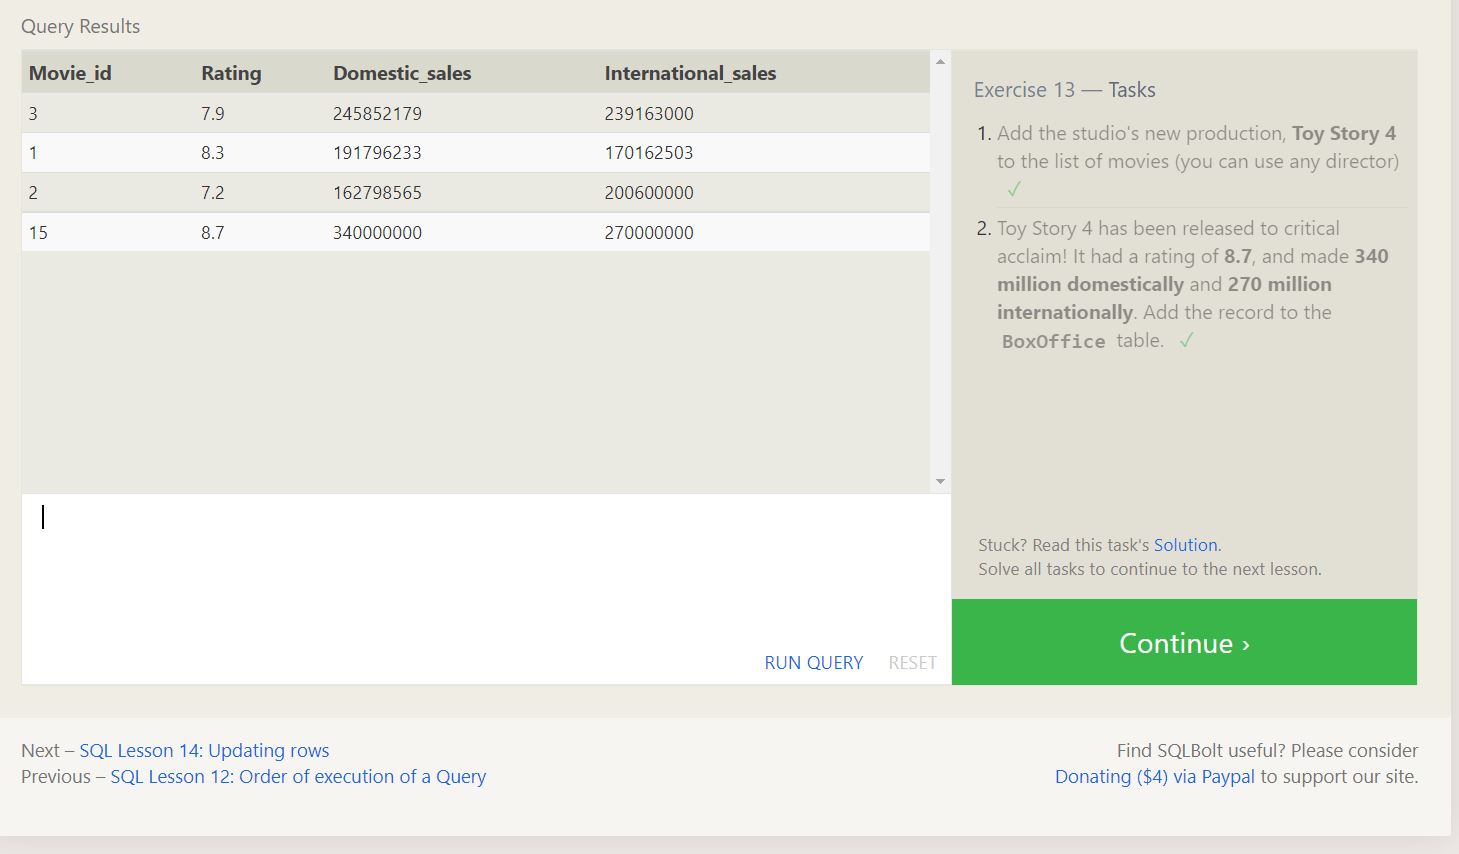 Query Results
Movie_id Rating Domestic_sales International_sales
3 7.9 245852179 239163000
1 8.3 191796233 170162503
2 7.2 162798565 200600000
15 8.7 340000000 270000000
RUN QUERY RESET
Exercise 13 — Tasks
1. Add the studio's new production, Toy Story 4
to the list of movies (you can use any director)
✓
2. Toy Story 4 has been released to critical
acclaim! It had a rating of 8.7, and made 340
million domestically and 270 million
internationally. Add the record to the
BoxOffice table. ✓
Stuck? Read this task's Solution.
Solve all tasks to continue to the next lesson.
Continue ›
Next – SQL Lesson 14: Updating rows
Previous – SQL Lesson 12: Order of execution of a Query
Find SQLBolt useful? Please consider
Donating ($4) via Paypal to support our site.